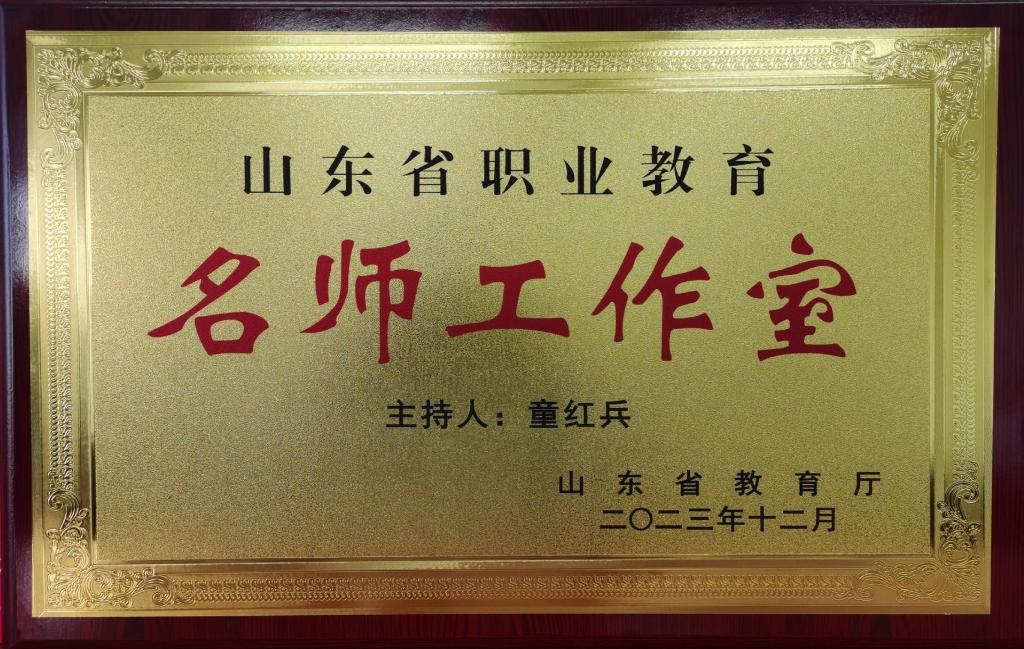 山东省职业教育
名师工作室
主持人：童红兵
山东省教育厅
二〇二三年十二月